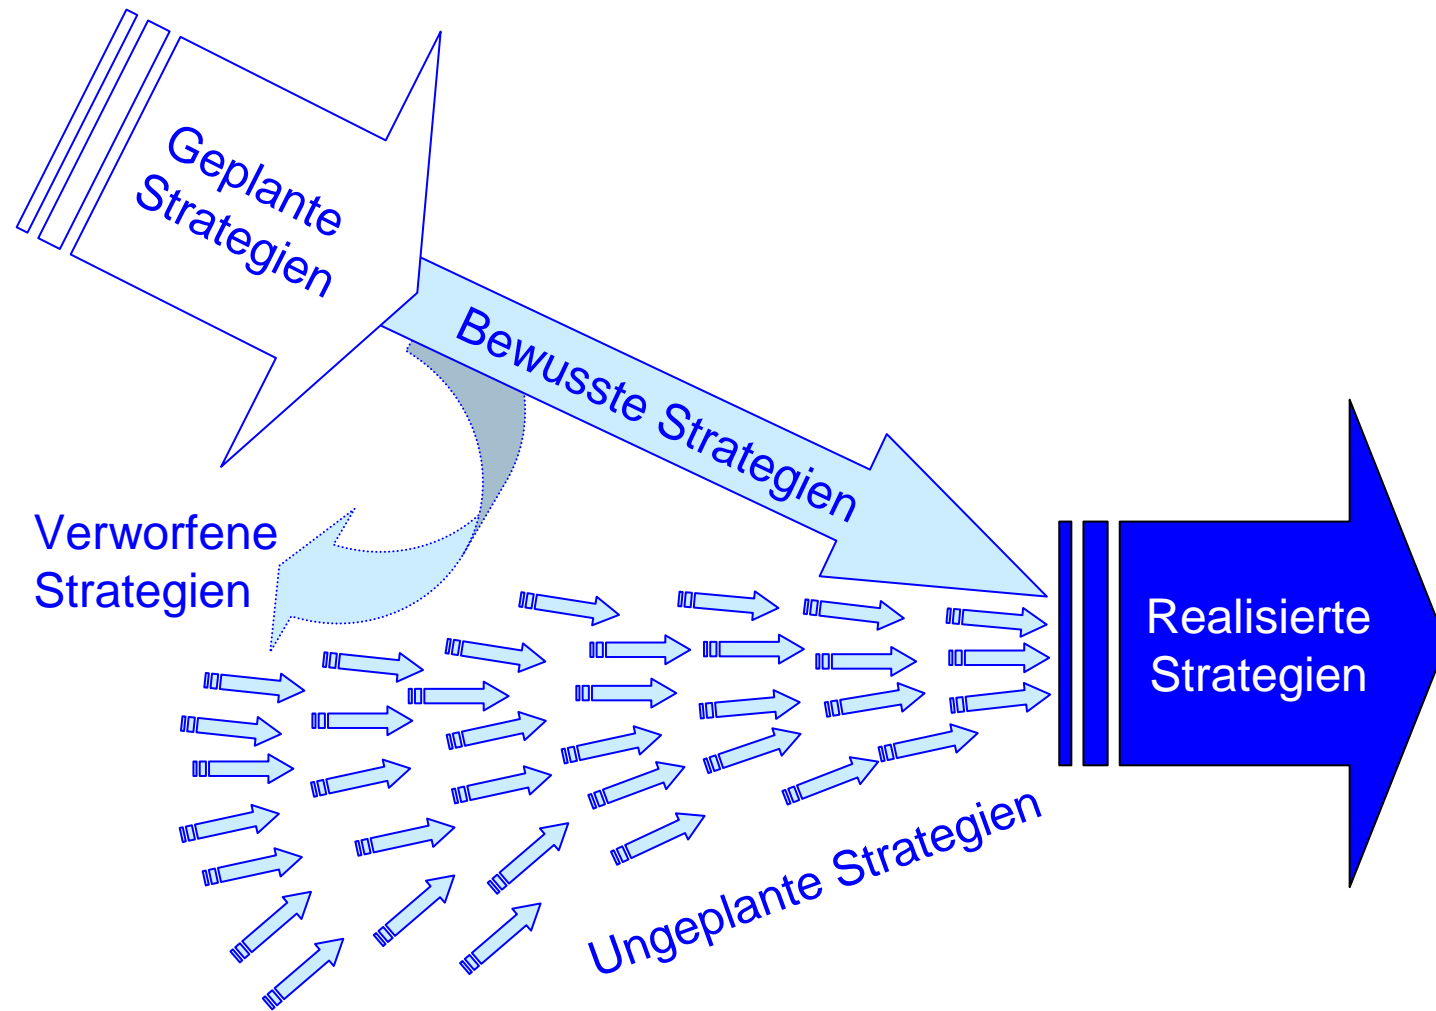 Geplante
Strategien
Bewusste Strategien
Verworfene
Strategien
Realisierte
Strategien
Ungeplante Strategien